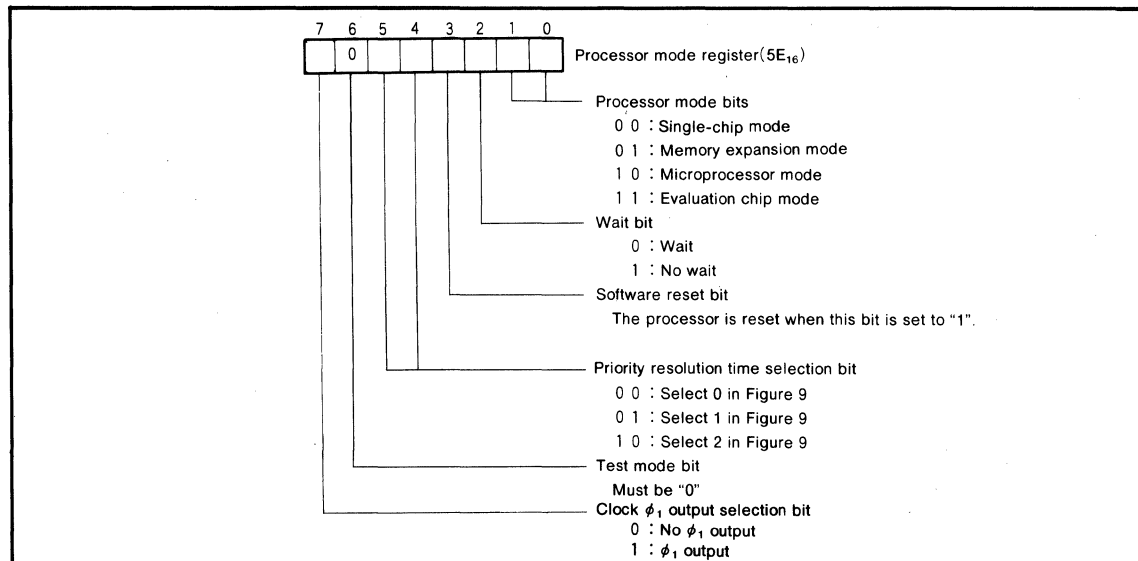 7 6 5 4 3 2 1 0
0
Processor mode register(5E₁₆)
Processor mode bits
0 0 : Single-chip mode
0 1 : Memory expansion mode
1 0 : Microprocessor mode
1 1 : Evaluation chip mode
Wait bit
0 : Wait
1 : No wait
Software reset bit
The processor is reset when this bit is set to “1”.
Priority resolution time selection bit
0 0 : Select 0 in Figure 9
0 1 : Select 1 in Figure 9
1 0 : Select 2 in Figure 9
Test mode bit
Must be “0”
Clock ϕ₁ output selection bit
0 : No ϕ₁ output
1 : ϕ₁ output